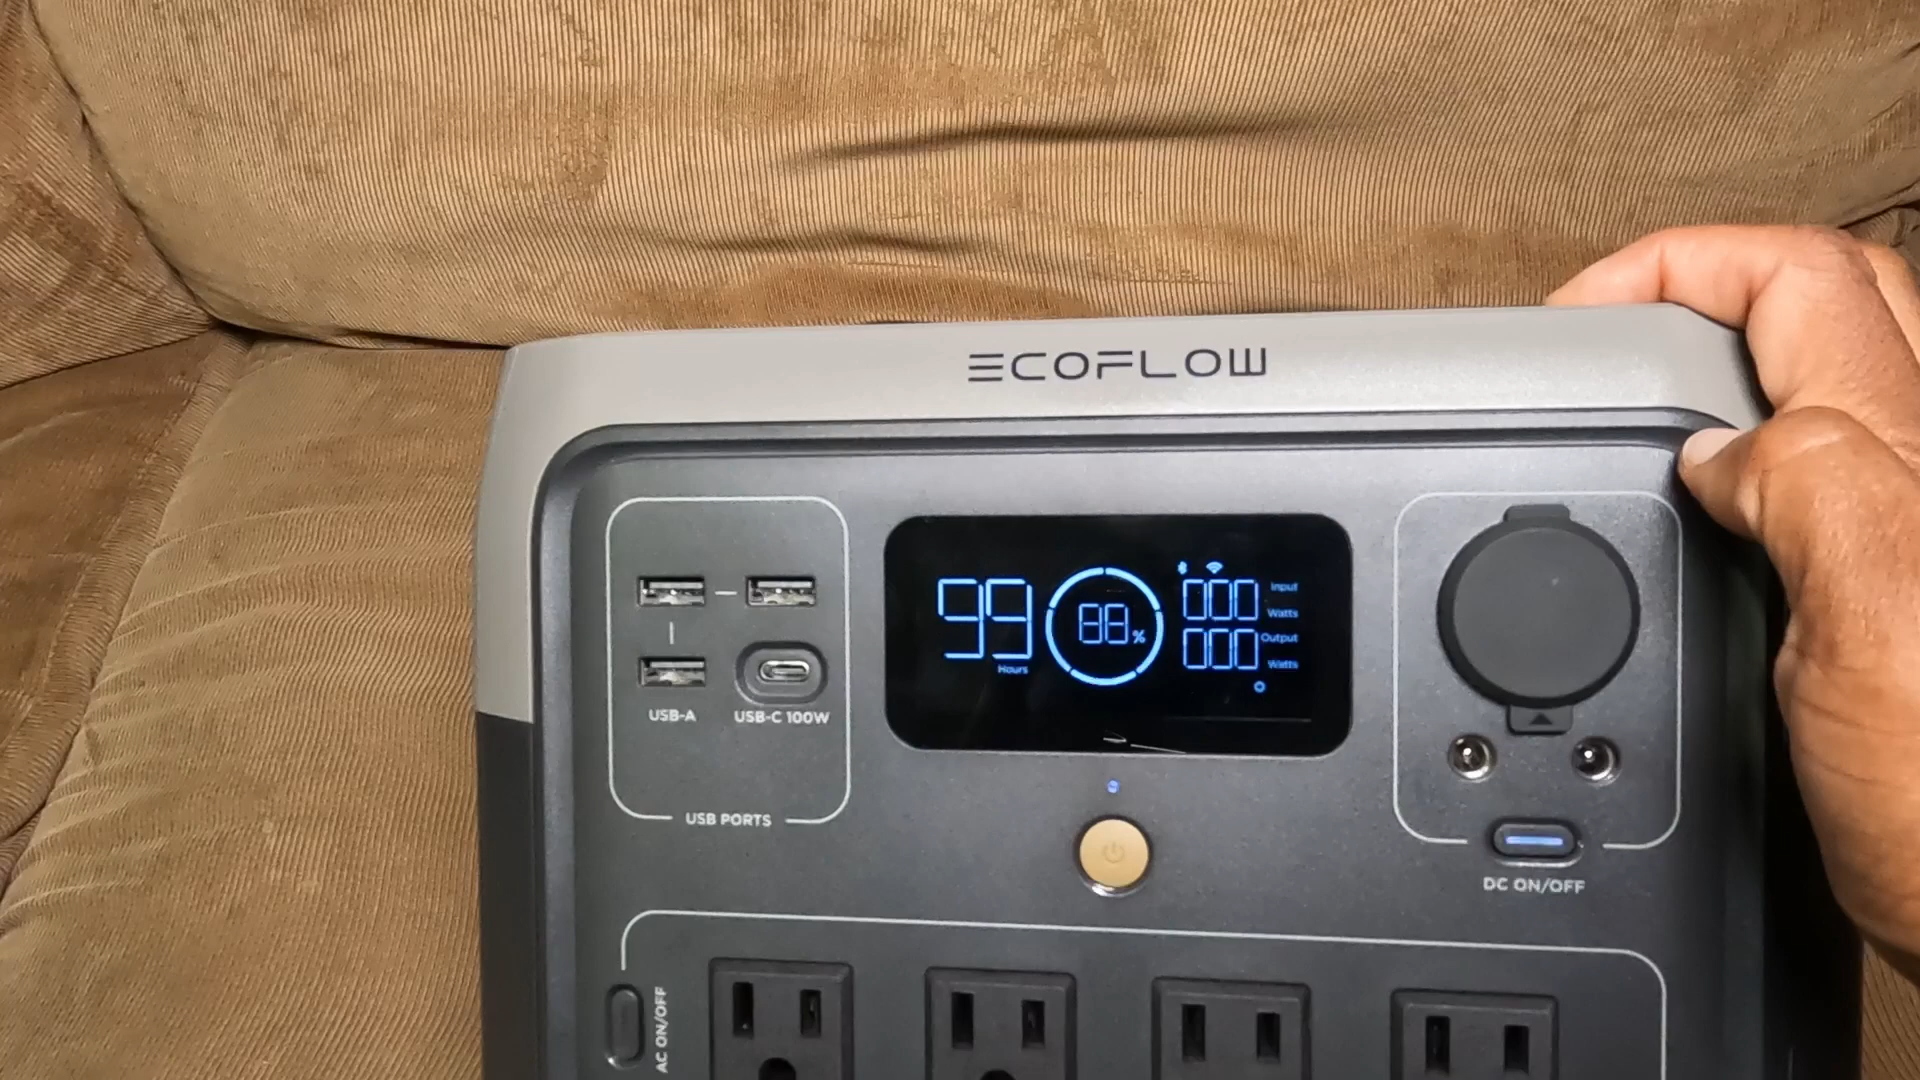 ECOFLOW
99
Hours
88%
000
Input
Watts
000
Output
Watts
USB-A
USB-C 100W
USB PORTS
DC ON/OFF
AC ON/OFF